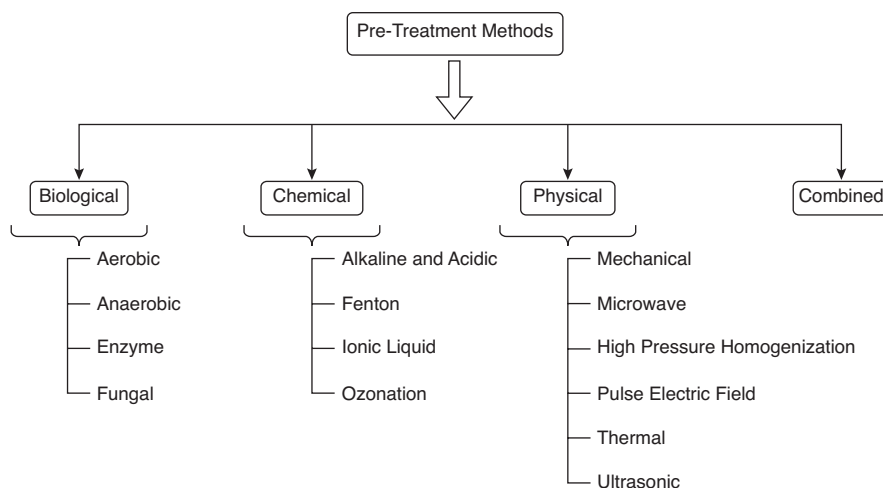 Pre-Treatment Methods
Biological
Chemical
Physical
Combined
Aerobic
Anaerobic
Enzyme
Fungal
Alkaline and Acidic
Fenton
Ionic Liquid
Ozonation
Mechanical
Microwave
High Pressure Homogenization
Pulse Electric Field
Thermal
Ultrasonic